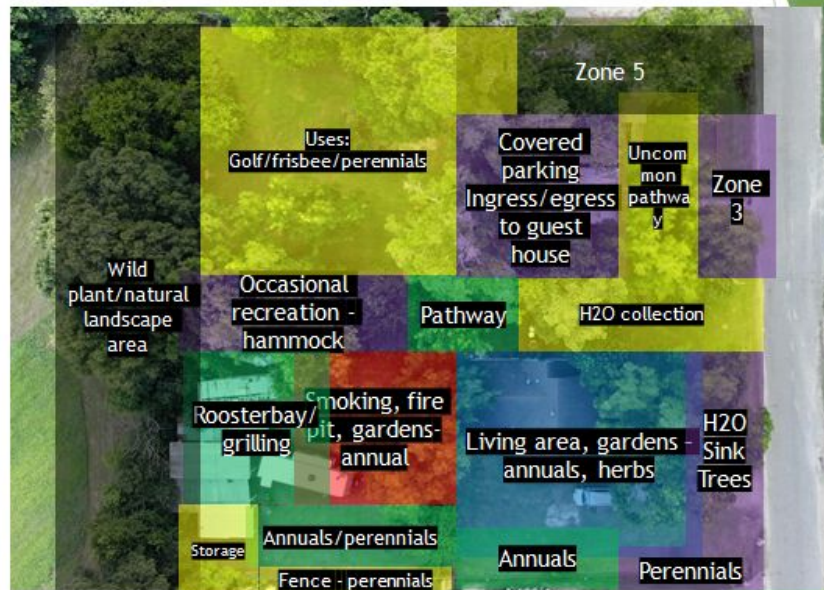 Zone 5
Uses:
Golf/frisbee/perennials
Covered
parking
Ingress/egress
to guest
house
Uncom
mon
pathwa
y
Zone
3
Wild
plant/natural
landscape
area
Occasional
recreation -
hammock
Pathway
H2O collection
Roosterbay/
grilling
Smoking, fire
pit, gardens-
annual
Living area, gardens -
annuals, herbs
H2O
Sink
Trees
Storage
Annuals/perennials
Annuals
Fence - perennials
Perennials